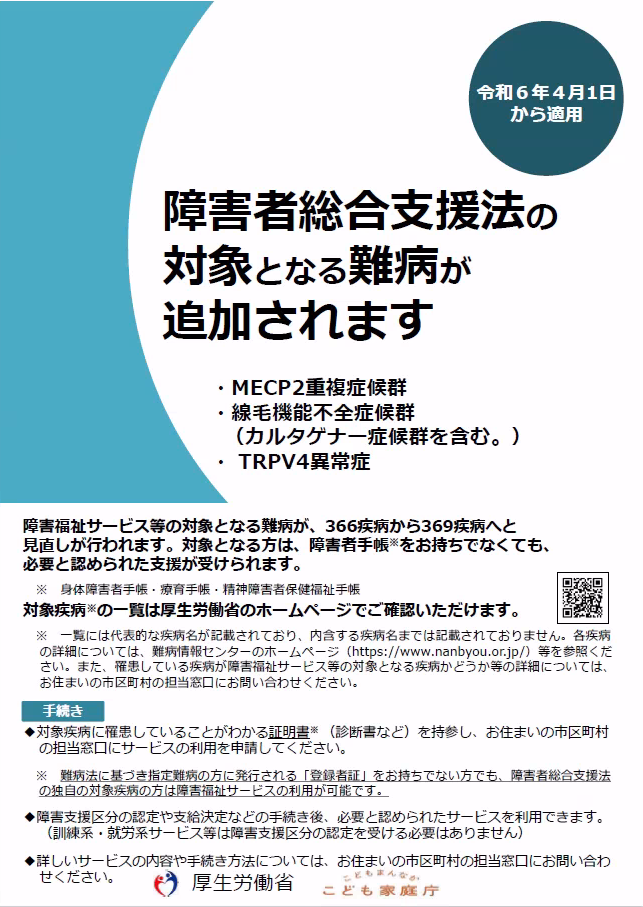 令和６年４月1日
から適用
障害者総合支援法の
対象となる難病が
追加されます
・MECP2重複症候群
・線毛機能不全症候群
（カルタゲナー症候群を含む。）
・ TRPV4異常症
障害福祉サービス等の対象となる難病が、366疾病から369疾病へと
見直しが行われます。対象となる方は、障害者手帳※をお持ちでなくても、
必要と認められた支援が受けられます。
※　身体障害者手帳・療育手帳・精神障害者保健福祉手帳
対象疾病※の一覧は厚生労働省のホームページでご確認いただけます。
※　一覧には代表的な疾病名が記載されており、内含する疾病名までは記載されておりません。各疾病
の詳細については、難病情報センターのホームページ（https://www.nanbyou.or.jp/）等を参照くだ
さい。また、罹患している疾病が障害福祉サービス等の対象となる疾病かどうか等の詳細については、
お住まいの市区町村の担当窓口にお問い合わせください。
手続き
◆対象疾病に罹患していることがわかる証明書※（診断書など）を持参し、お住まいの市区町村
の担当窓口にサービスの利用を申請してください。
※　難病法に基づき指定難病の方に発行される「登録者証」をお持ちでない方でも、障害者総合支援法
の独自の対象疾病の方は障害福祉サービスの利用が可能です。
◆障害支援区分の認定や支給決定などの手続き後、必要と認められたサービスを利用できます。
（訓練系・就労系サービス等は障害支援区分の認定を受ける必要はありません）
◆詳しいサービスの内容や手続き方法については、お住まいの市区町村の担当窓口にお問い合わ
せください。
厚生労働省
こどもまんなか
こども家庭庁